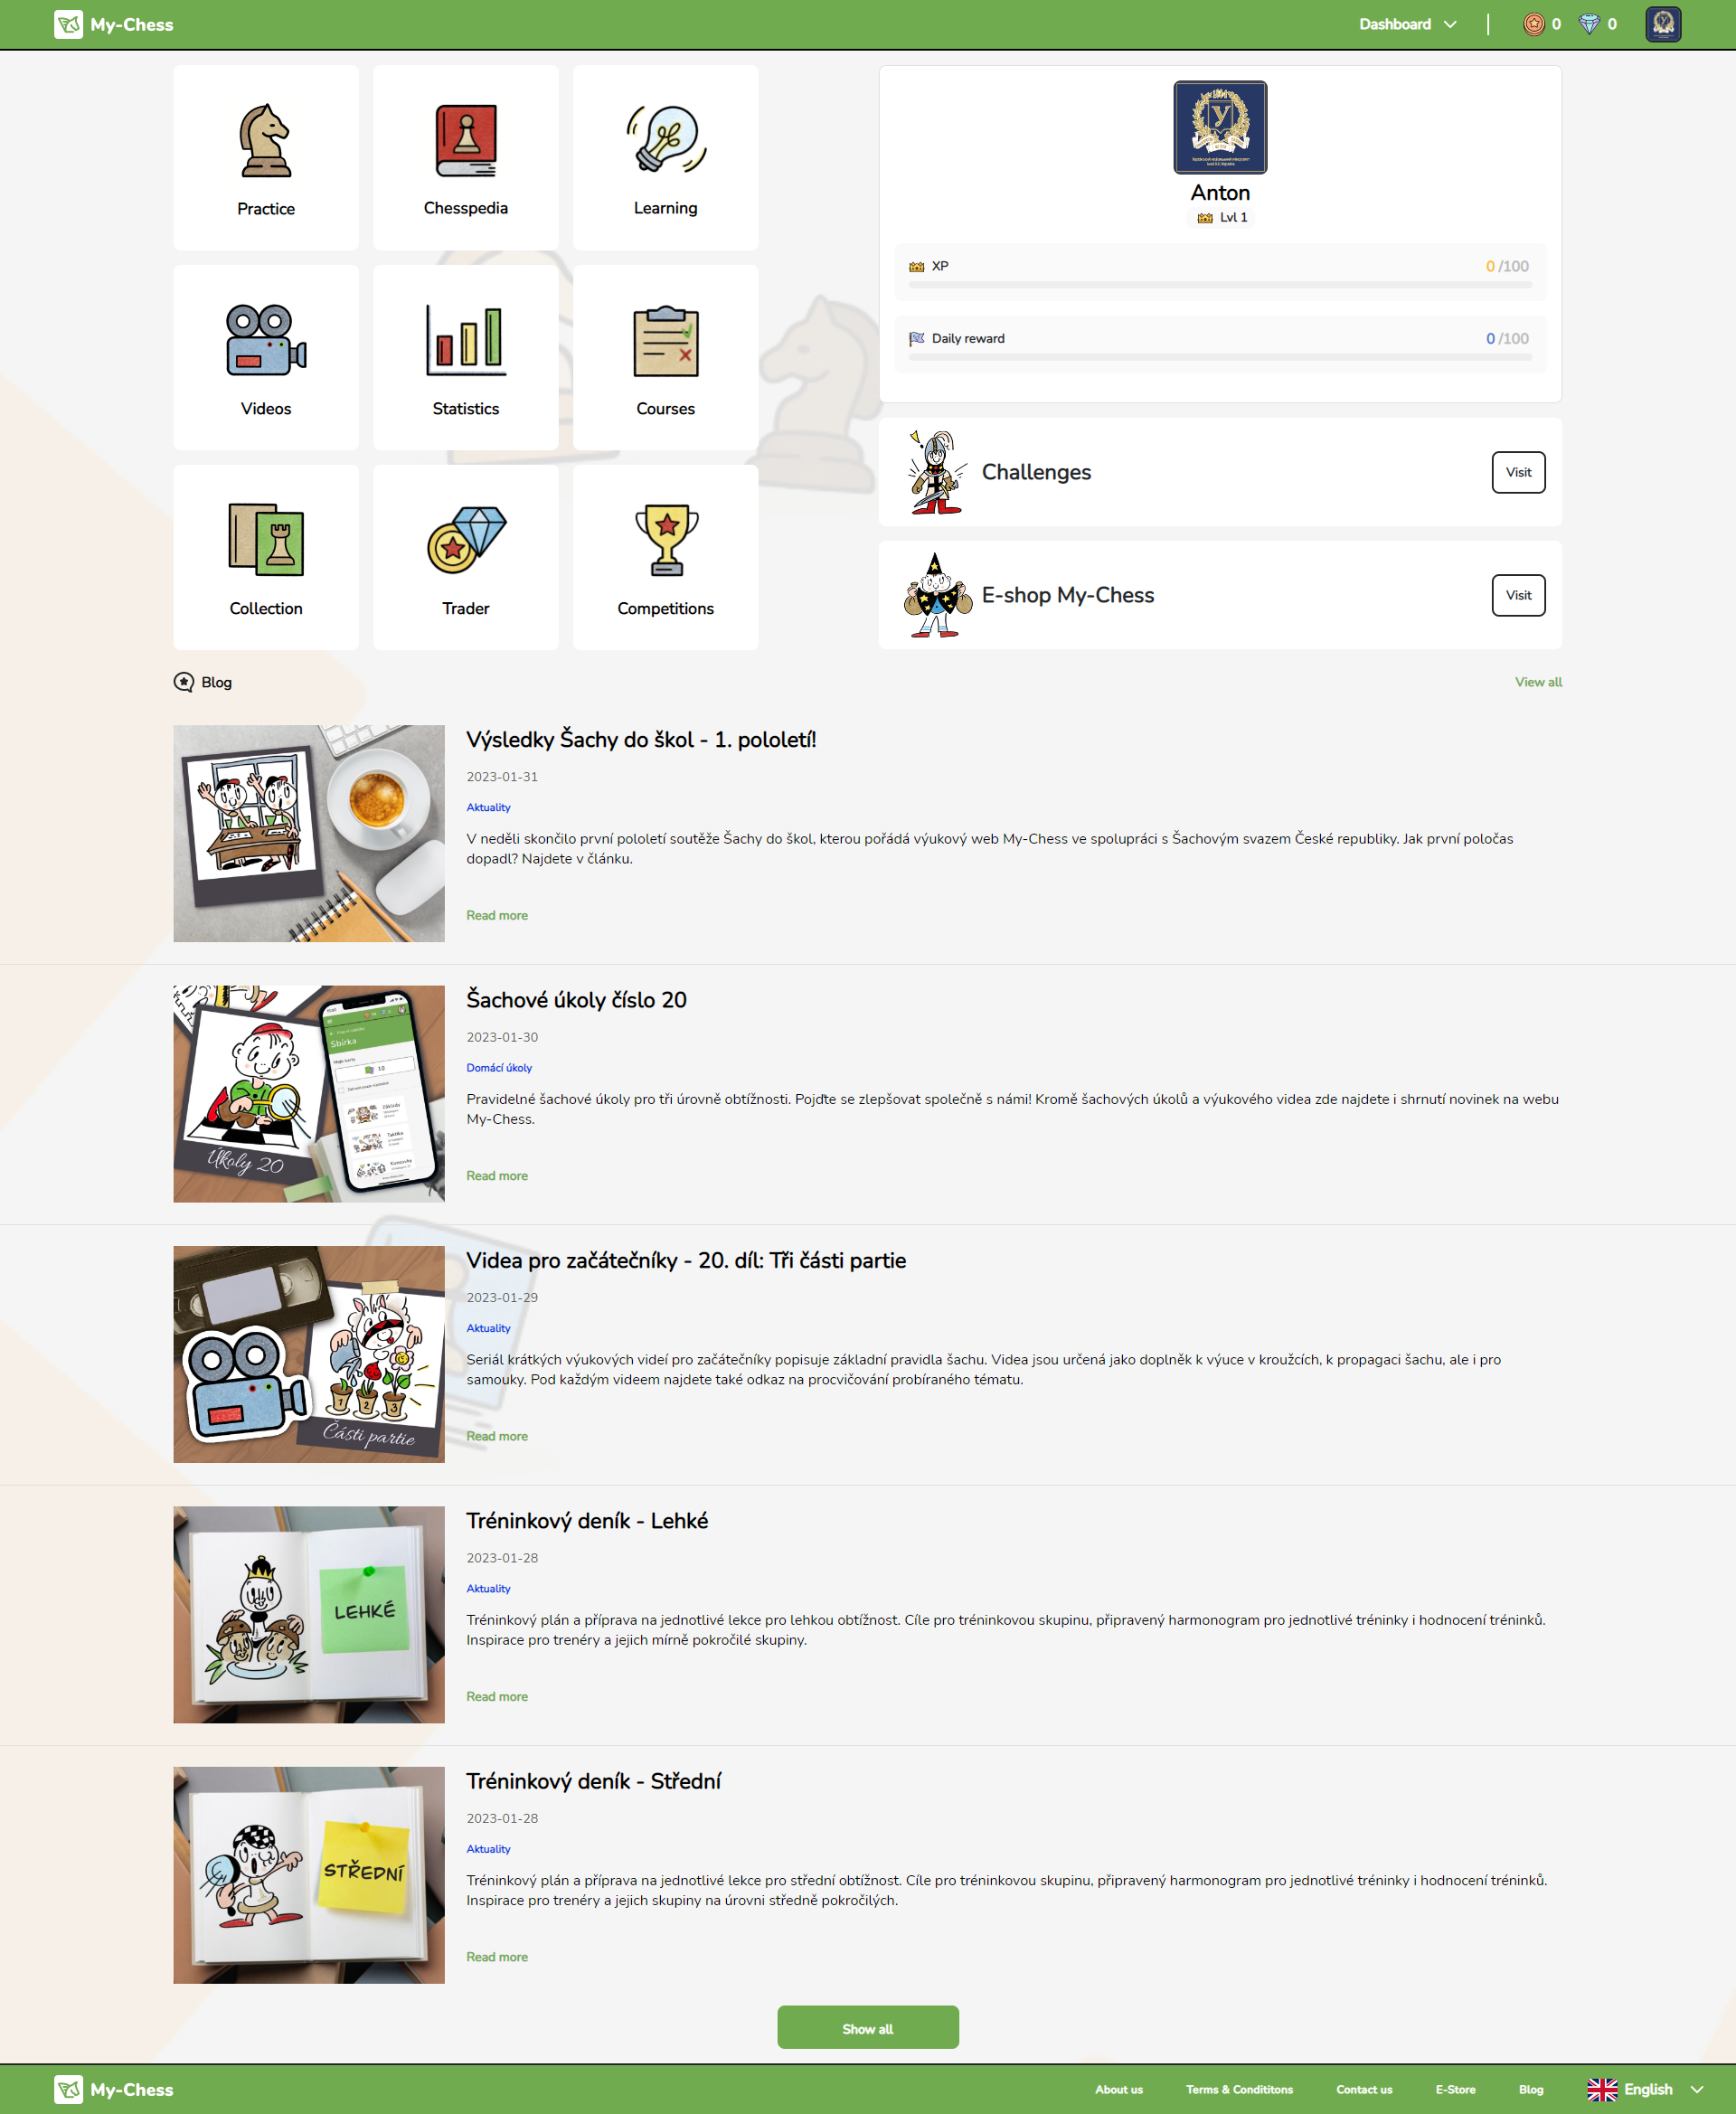 My-Chess
Dashboard
0
0
Practice
Chesspedia
Learning
Videos
Statistics
Courses
Collection
Trader
Competitions
Anton
Lvl 1
XP
0 /100
Daily reward
0 /100
Challenges
Visit
E-shop My-Chess
Visit
Blog
View all
Výsledky Šachy do škol - 1. pololetí!
2023-01-31
Aktuality
V neděli skončilo první pololetí soutěže Šachy do škol, kterou pořádá výukový web My-Chess ve spolupráci s Šachovým svazem České republiky. Jak první poločas
dopadl? Najdete v článku.
Read more
Sbírka
10
Úkoly 20
Šachové úkoly číslo 20
2023-01-30
Domácí úkoly
Pravidelné šachové úkoly pro tři úrovně obtížnosti. Pojďte se zlepšovat společně s námi! Kromě šachových úkolů a výukového videa zde najdete i shrnutí novinek na webu
My-Chess.
Read more
1 2 3
Části partie
Videa pro začátečníky - 20. díl: Tři části partie
2023-01-29
Aktuality
Seriál krátkých výukových videí pro začátečníky popisuje základní pravidla šachu. Videa jsou určená jako doplněk k výuce v kroužcích, k propagaci šachu, ale i pro
samouky. Pod každým videem najdete také odkaz na procvičování probíraného tématu.
Read more
LEHKÉ
Tréninkový deník - Lehké
2023-01-28
Aktuality
Tréninkový plán a příprava na jednotlivé lekce pro lehkou obtížnost. Cíle pro tréninkovou skupinu, připravený harmonogram pro jednotlivé tréninky i hodnocení tréninků.
Inspirace pro trenéry a jejich mírně pokročilé skupiny.
Read more
STŘEDNÍ
Tréninkový deník - Střední
2023-01-28
Aktuality
Tréninkový plán a příprava na jednotlivé lekce pro střední obtížnost. Cíle pro tréninkovou skupinu, připravený harmonogram pro jednotlivé tréninky i hodnocení tréninků.
Inspirace pro trenéry a jejich skupiny na úrovni středně pokročilých.
Read more
Show all
My-Chess
About us
Terms & Condititons
Contact us
E-Store
Blog
English